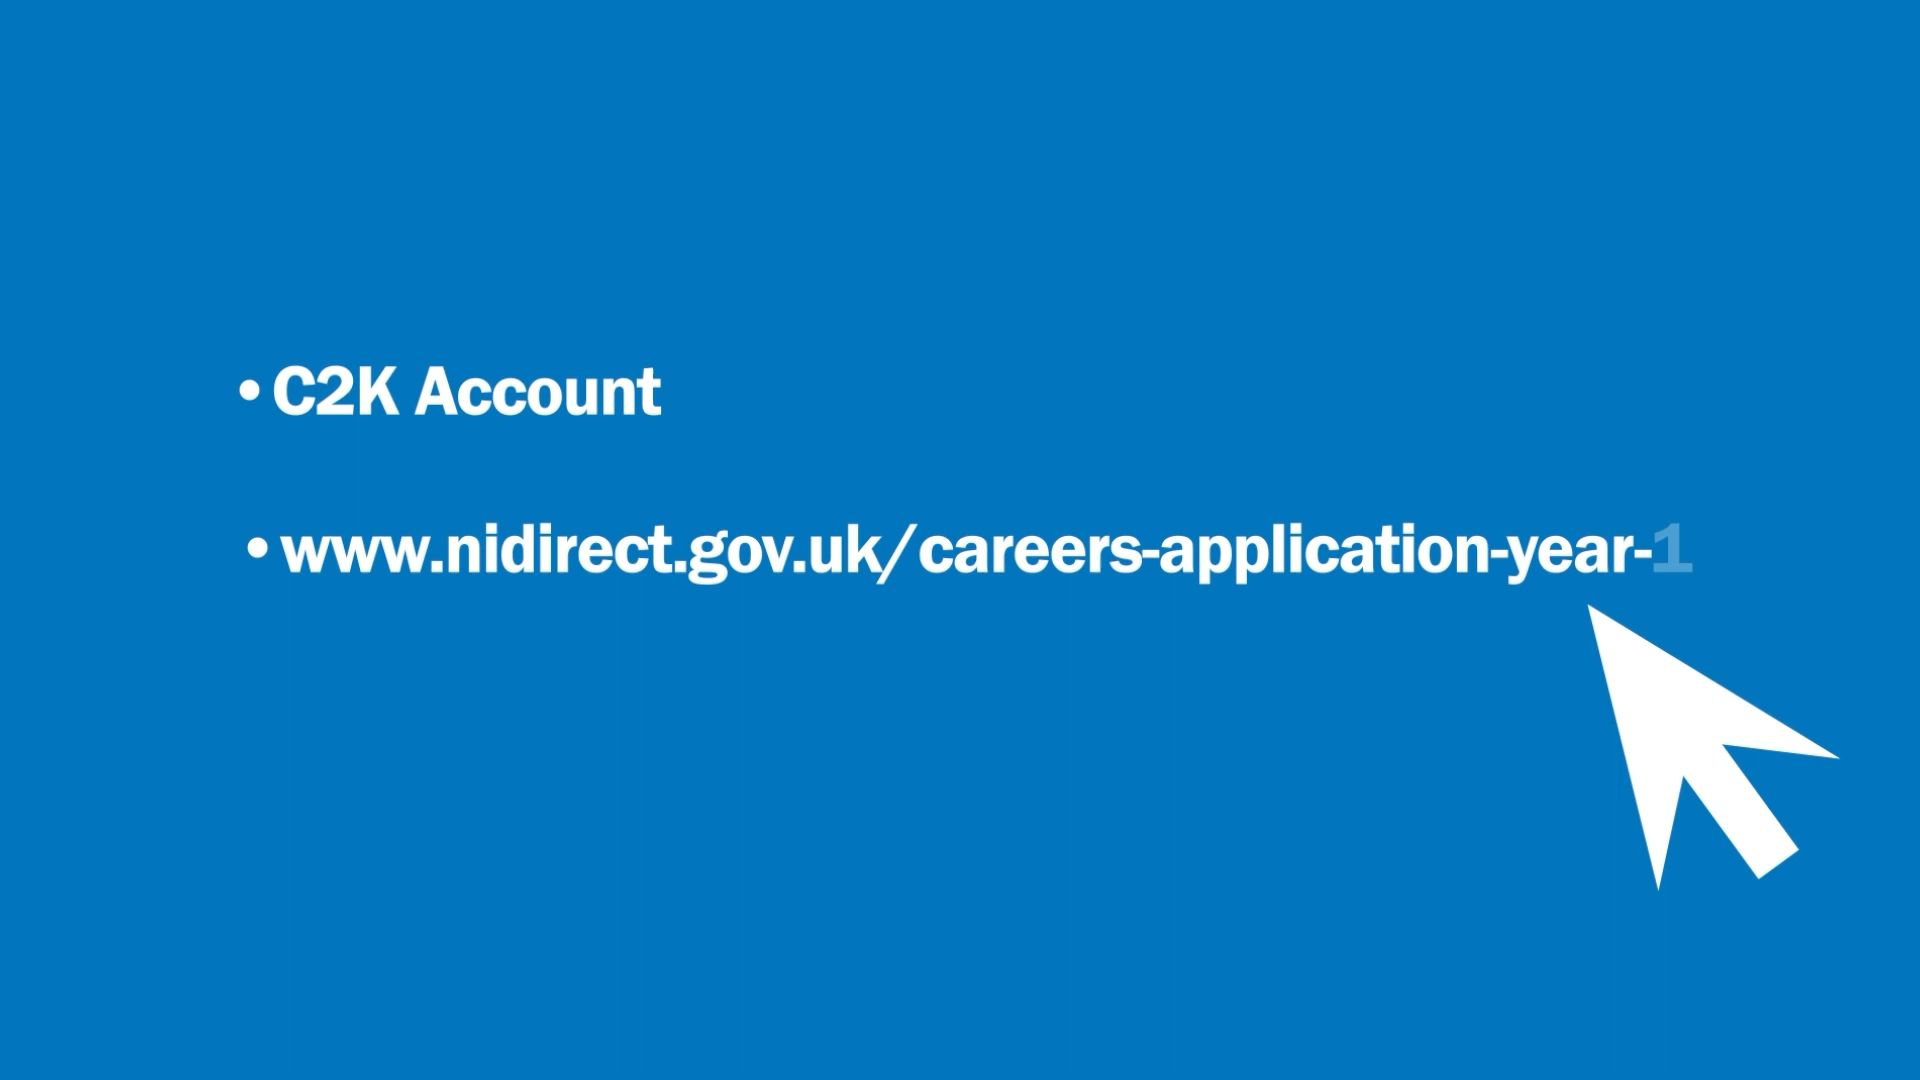 • C2K Account
• www.nidirect.gov.uk/careers-application-year-1